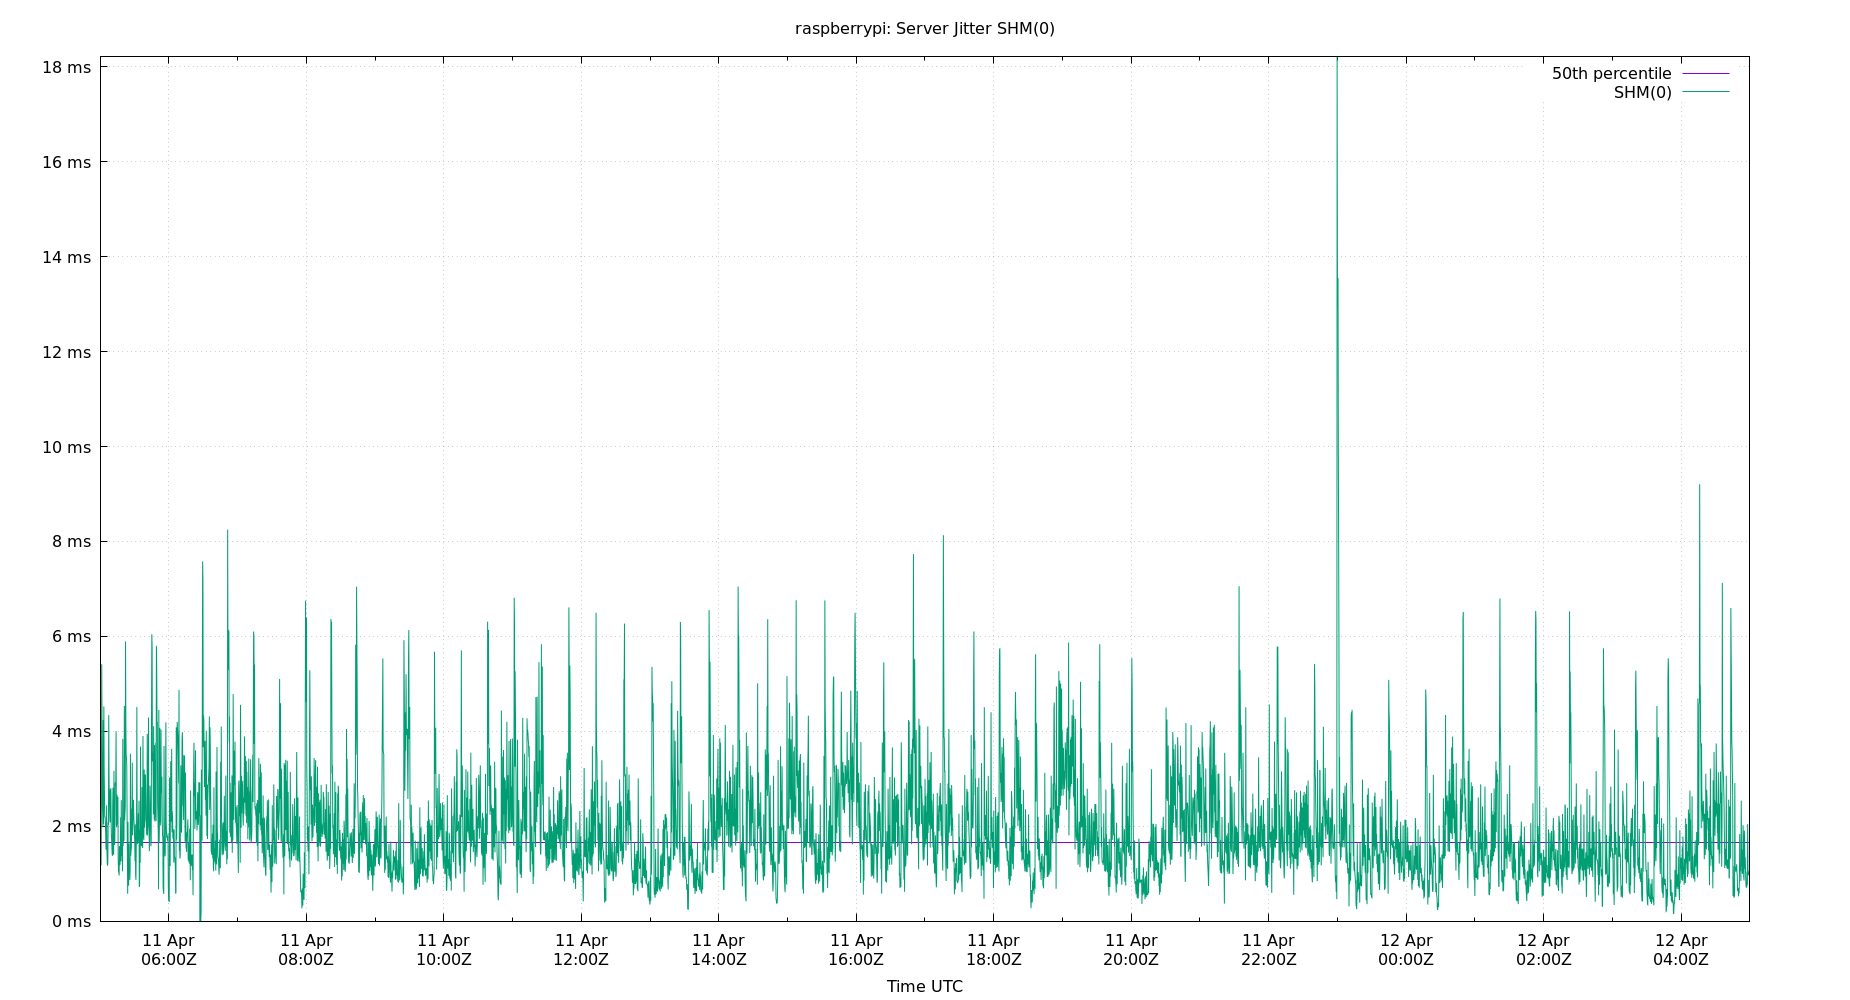 raspberrypi: Server Jitter SHM(0)
50th percentile
SHM(0)
18 ms
16 ms
14 ms
12 ms
10 ms
8 ms
6 ms
4 ms
2 ms
0 ms
11 Apr 11 Apr 11 Apr 11 Apr 11 Apr 11 Apr 11 Apr 11 Apr 11 Apr 12 Apr 12 Apr 12 Apr
06:00Z 08:00Z 10:00Z 12:00Z 14:00Z 16:00Z 18:00Z 20:00Z 22:00Z 00:00Z 02:00Z 04:00Z
Time UTC